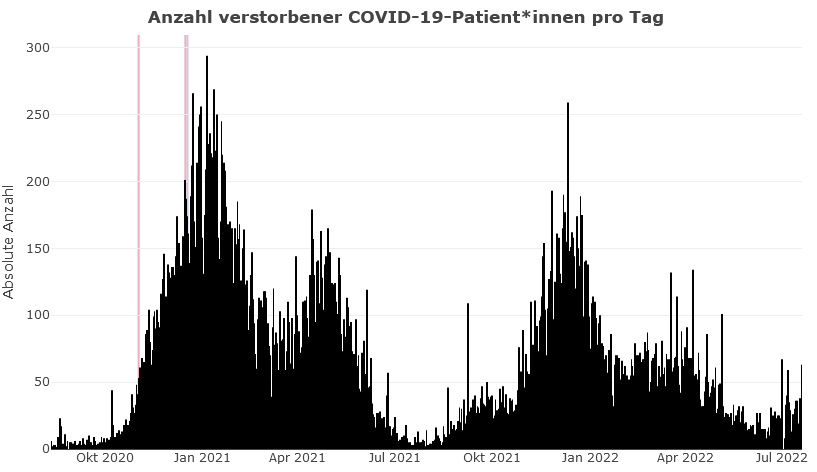 Anzahl verstorbener COVID-19-Patient*innen pro Tag
Absolute Anzahl
300
250
200
150
100
50
0
Okt 2020 Jan 2021 Apr 2021 Jul 2021 Okt 2021 Jan 2022 Apr 2022 Jul 2022